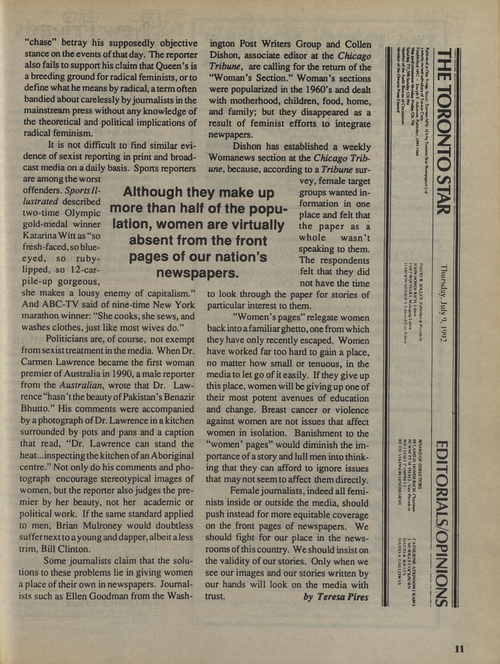 "chase" betray his supposedly objective
stance on the events of that day. The reporter
also fails to support his claim that Queen's is
a breeding ground for radical feminists, or to
define what he means by radical, a term often
bandied about carelessly by journalists in the
mainstream press without any knowledge of
the theoretical and political implications of
radical feminism.
It is not difficult to find similar evi-
dence of sexist reporting in print and broad-
cast media on a daily basis. Sports reporters
are among the worst
offenders. Sports Il-
lustrated described
two-time Olympic
gold-medal winner
Katarina Witt as "so
fresh-faced, so blue-
eyed, so ruby-
lipped, so 12-car-
pile-up gorgeous,
she makes a lousy enemy of capitalism."
And ABC-TV said of nine-time New York
marathon winner: "She cooks, she sews, and
washes clothes, just like most wives do."
Politicians are, of course, not exempt
from sexist treatment in the media. When Dr.
Carmen Lawrence became the first woman
premier of Australia in 1990, a male reporter
from the Australian, wrote that Dr. Law-
rence "hasn't the beauty of Pakistan's Benazir
Bhutto." His comments were accompanied
by a photograph of Dr. Lawrence in a kitchen
surrounded by pots and pans and a caption
that read, "Dr. Lawrence can stand the
heat...inspecting the kitchen of an Aboriginal
centre." Not only do his comments and pho-
tograph encourage stereotypical images of
women, but the reporter also judges the pre-
mier by her beauty, not her academic or
political work. If the same standard applied
to men, Brian Mulroney would doubtless
suffer next to a young and dapper, albeit a less
trim, Bill Clinton.
Some journalists claim that the solu-
tions to these problems lie in giving women
a place of their own in newspapers. Journal-
ists such as Ellen Goodman from the Wash-
Although they make up
more than half of the popu-
lation, women are virtually
absent from the front
pages of our nation's
newspapers.
ington Post Writers Group and Collen
Dishon, associate editor at the Chicago
Tribune, are calling for the return of the
"Woman's Section." Woman's sections
were popularized in the 1960's and dealt
with motherhood, children, food, home,
and family; but they disappeared as a
result of feminist efforts to integrate
newpapers.
Dishon has established a weekly
Womanews section at the Chicago Trib-
une, because, according to a Tribune sur-
vey, female target
groups wanted in-
formation in one
place and felt that
the paper as a
whole wasn't
speaking to them.
The respondents
felt that they did
not have the time
to look through the paper for stories of
particular interest to them.
"Women's pages" relegate women
back into a familiar ghetto, one from which
they have only recently escaped. Women
have worked far too hard to gain a place,
no matter how small or tenuous, in the
media to let go of it easily. If they give up
this place, women will be giving up one of
their most potent avenues of education
and change. Breast cancer or violence
against women are not issues that affect
women in isolation. Banishment to the
"women' pages" would diminish the im-
portance of a story and lull men into think-
ing that they can afford to ignore issues
that may not seem to affect them directly.
Female journalists, indeed all femi-
nists inside or outside the media, should
push instead for more equitable coverage
on the front pages of newspapers. We
should fight for our place in the news-
rooms of this country. We should insist on
the validity of our stories. Only when we
see our images and our stories written by
our hands will look on the media with
trust.
by Teresa Pires
THE TORONTO STAR
Thursday, July 9, 1992
EDITORIALS/OPINIONS
BOARD OF DIRECTORS
11